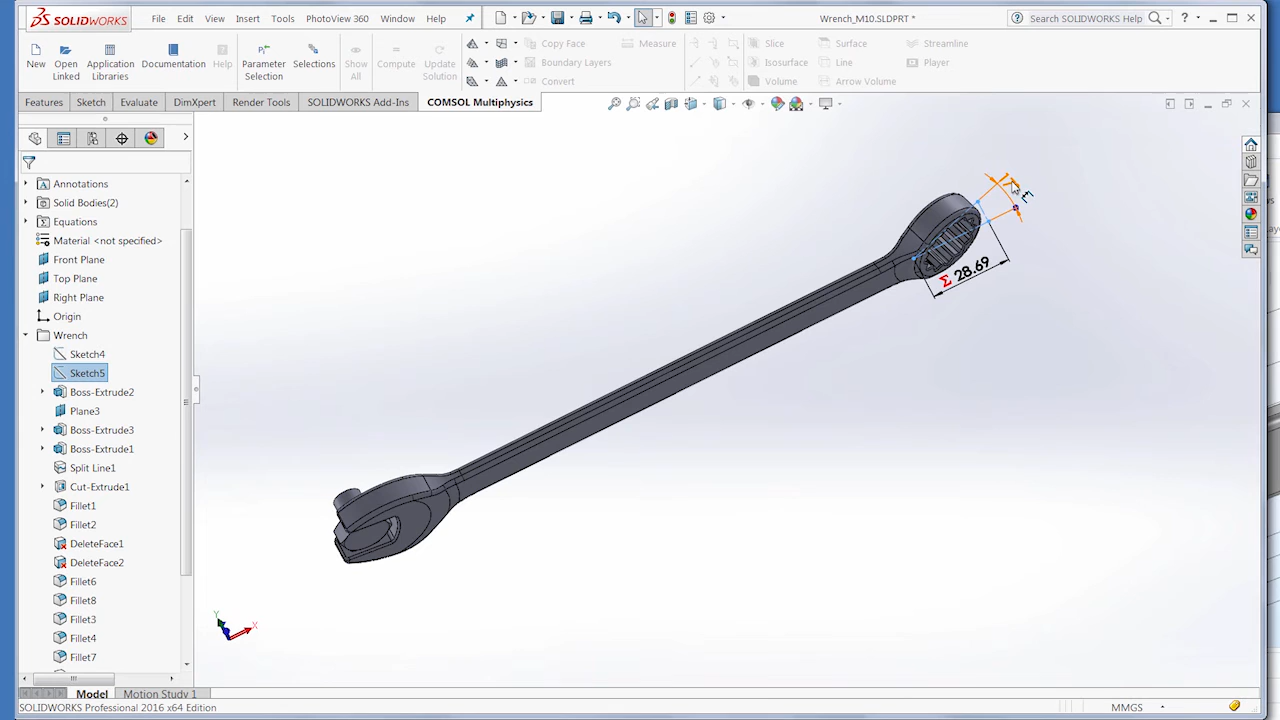 SOLIDWORKS File Edit View Insert Tools PhotoView 360 Window Help Wrench_M10.SLDPRT * Search SOLIDWORKS Help
New Open Linked Application Libraries Documentation Help Parameter Selection Selections Show All Compute Update Solution
Copy Face Measure Slice Surface Streamline
Boundary Layers Isosurface Line Player
Convert Volume Arrow Volume
Features Sketch Evaluate DimXpert Render Tools SOLIDWORKS Add-Ins COMSOL Multiphysics
Annotations
Solid Bodies(2)
Equations
Material <not specified>
Front Plane
Top Plane
Right Plane
Origin
Wrench
Sketch4
Sketch5
Boss-Extrude2
Plane3
Boss-Extrude3
Boss-Extrude1
Split Line1
Cut-Extrude1
Fillet1
Fillet2
DeleteFace1
DeleteFace2
Fillet6
Fillet8
Fillet3
Fillet4
Fillet7
Σ 28.69
Y
X
Model Motion Study 1
SOLIDWORKS Professional 2016 x64 Edition MMGS